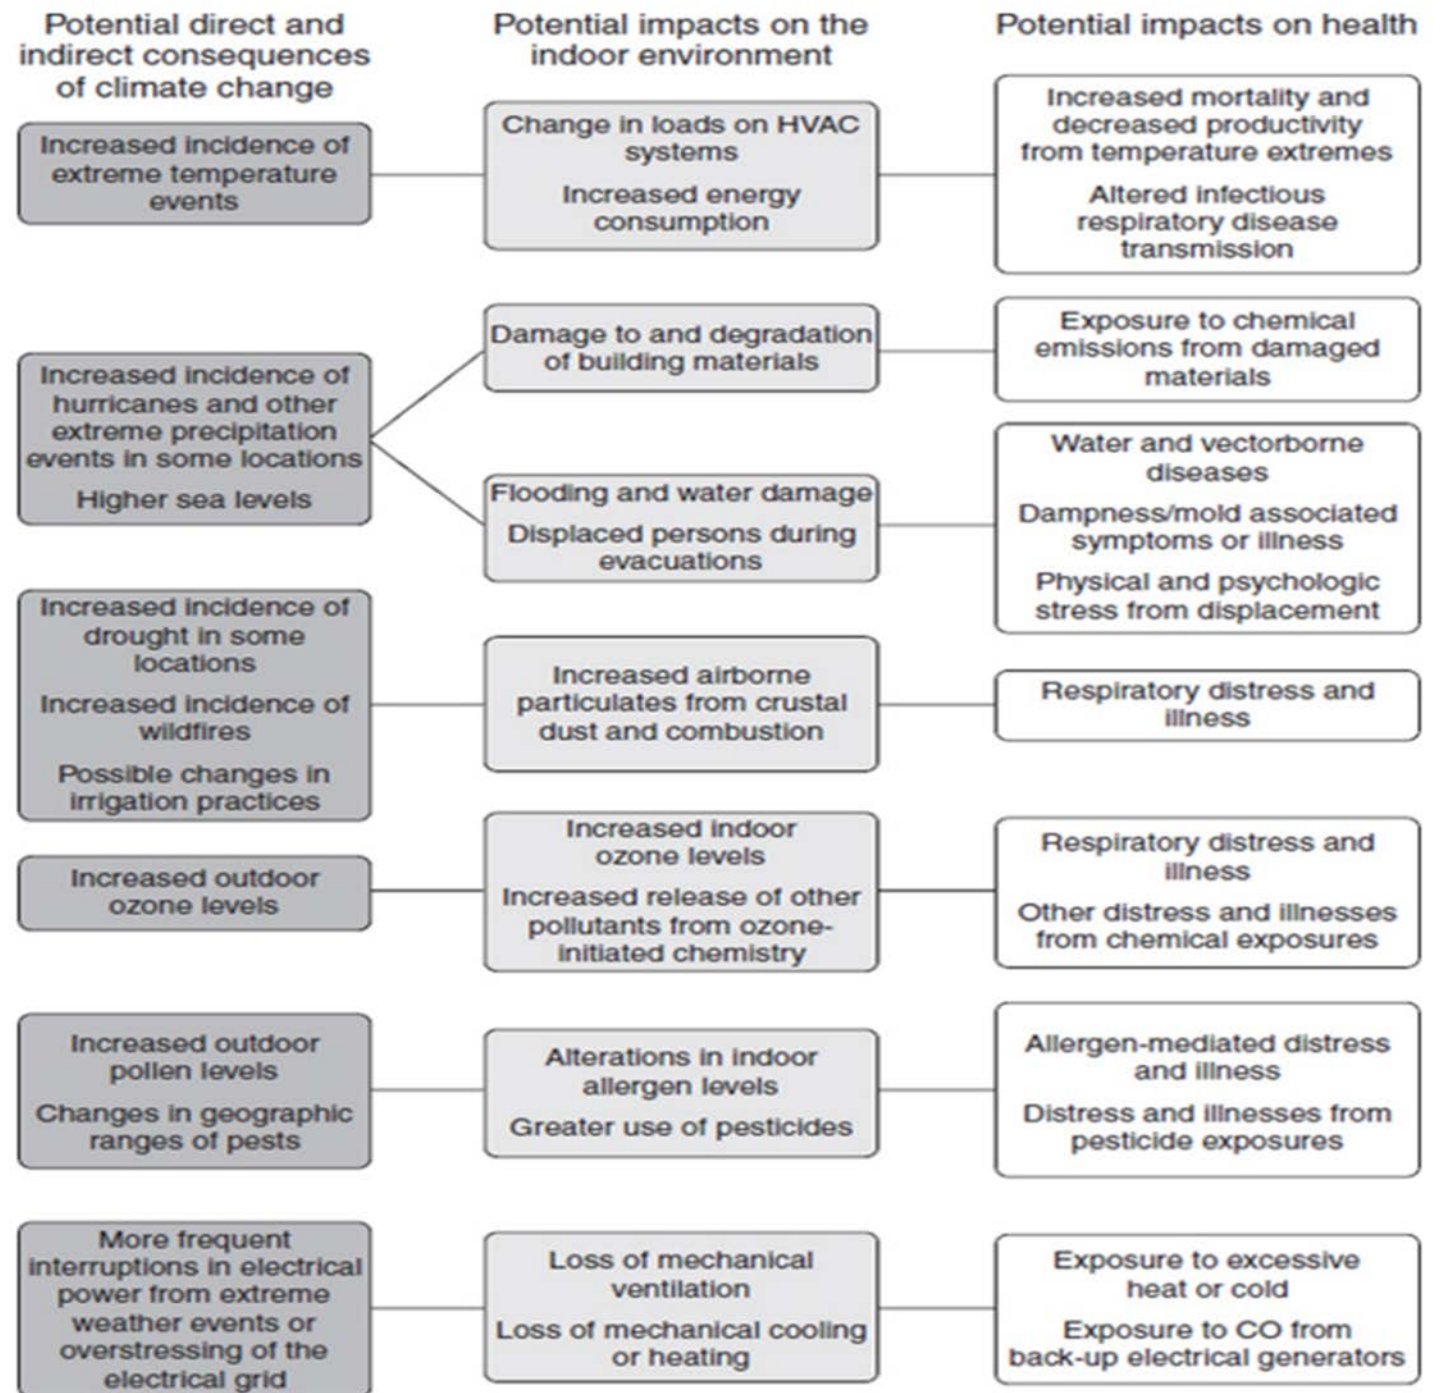 Potential direct and
indirect consequences
of climate change
Potential impacts on the
indoor environment
Potential impacts on health
Increased incidence of
extreme temperature
events
Change in loads on HVAC
systems
Increased energy
consumption
Increased mortality and
decreased productivity
from temperature extremes
Altered infectious
respiratory disease
transmission
Increased incidence of
hurricanes and other
extreme precipitation
events in some locations
Higher sea levels
Damage to and degradation
of building materials
Exposure to chemical
emissions from damaged
materials
Flooding and water damage
Displaced persons during
evacuations
Water and vectorborne
diseases
Dampness/mold associated
symptoms or illness
Physical and psychologic
stress from displacement
Increased incidence of
drought in some
locations
Increased incidence of
wildfires
Possible changes in
irrigation practices
Increased airborne
particulates from crustal
dust and combustion
Respiratory distress and
illness
Increased outdoor
ozone levels
Increased indoor
ozone levels
Increased release of other
pollutants from ozone-
initiated chemistry
Respiratory distress and
illness
Other distress and illnesses
from chemical exposures
Increased outdoor
pollen levels
Changes in geographic
ranges of pests
Alterations in indoor
allergen levels
Greater use of pesticides
Allergen-mediated distress
and illness
Distress and illnesses from
pesticide exposures
More frequent
interruptions in electrical
power from extreme
weather events or
overstressing of the
electrical grid
Loss of mechanical
ventilation
Loss of mechanical cooling
or heating
Exposure to excessive
heat or cold
Exposure to CO from
back-up electrical generators